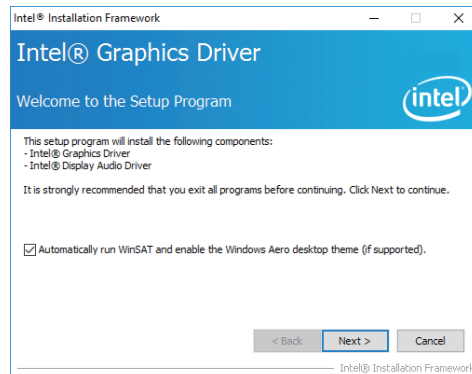 Intel® Installation Framework
Intel® Graphics Driver
Welcome to the Setup Program
intel
This setup program will install the following components:
- Intel® Graphics Driver
- Intel® Display Audio Driver
It is strongly recommended that you exit all programs before continuing. Click Next to continue.
Automatically run WinSAT and enable the Windows Aero desktop theme (if supported).
< Back Next > Cancel
Intel® Installation Framework